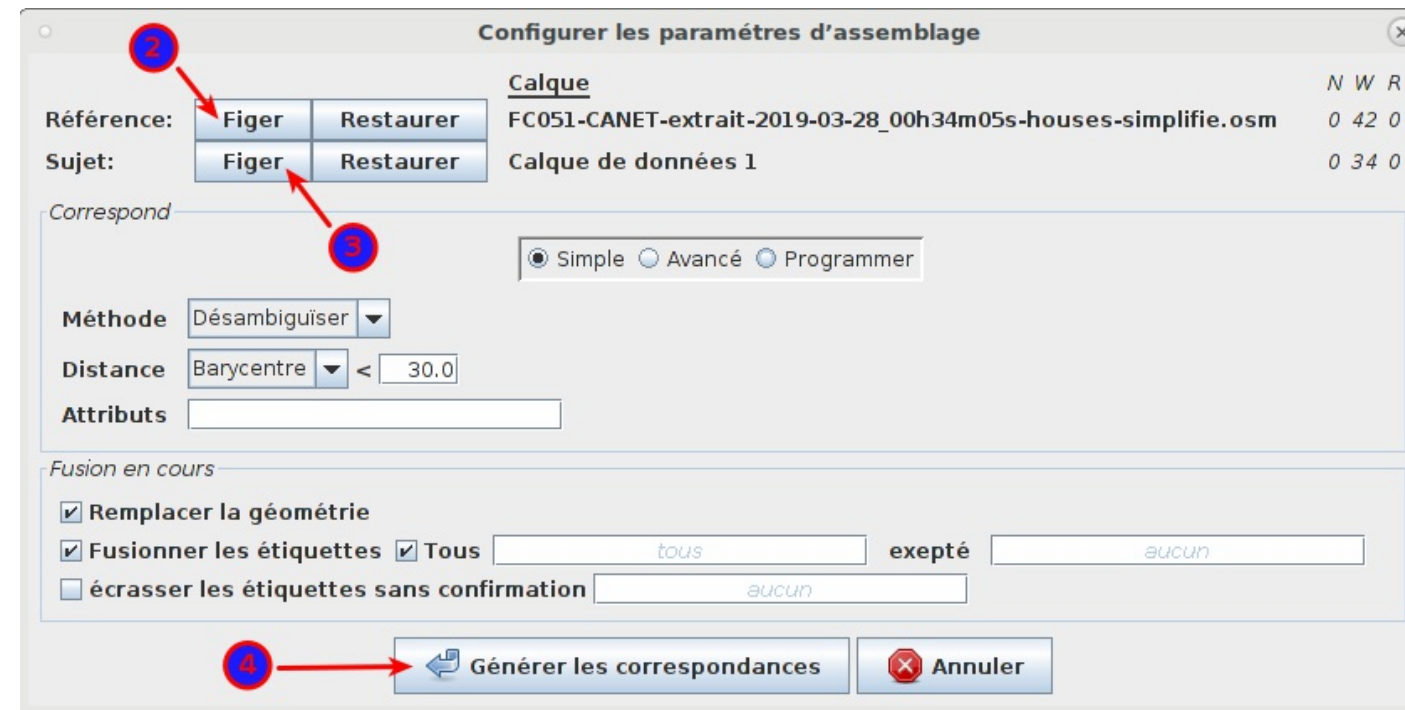 Configurer les paramétres d'assemblage
2
Calque N W R
Référence: Figer Restaurer FC051-CANET-extrait-2019-03-28_00h34m05s-houses-simplifie.osm 0 42 0
Sujet: Figer Restaurer Calque de données 1 0 34 0
Correspond
3
Simple Avancé Programmer
Méthode Désambiguïser
Distance Barycentre < 30.0
Attributs
Fusion en cours
Remplacer la géométrie
Fusionner les étiquettes Tous tous exepté aucun
écrasser les étiquettes sans confirmation aucun
4 Générer les correspondances Annuler